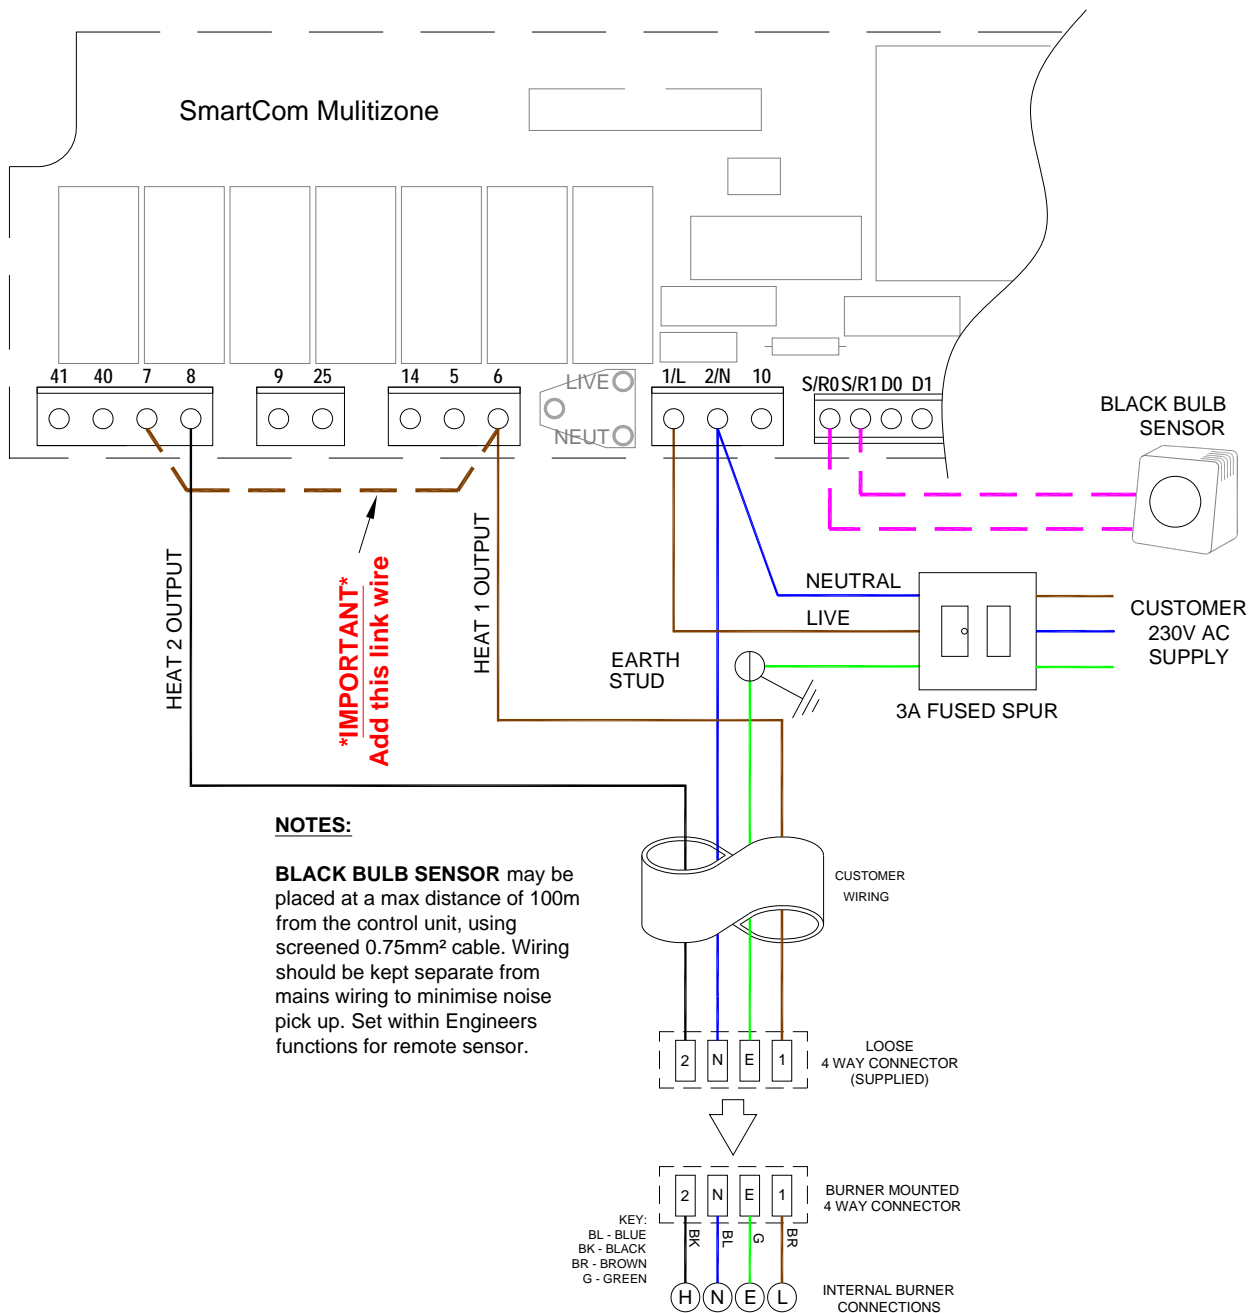 SmartCom Mulitizone
41 40 7 8 9 25 14 5 6 LIVE NEUT 1/L 2/N 10 S/R0 S/R1 D0 D1
BLACK BULB
SENSOR
HEAT 2 OUTPUT
*IMPORTANT*
Add this link wire
HEAT 1 OUTPUT
NEUTRAL
LIVE
EARTH
STUD
3A FUSED SPUR
CUSTOMER
230V AC
SUPPLY
NOTES:
BLACK BULB SENSOR may be
placed at a max distance of 100m
from the control unit, using
screened 0.75mm² cable. Wiring
should be kept separate from
mains wiring to minimise noise
pick up. Set within Engineers
functions for remote sensor.
CUSTOMER
WIRING
2 N E 1
LOOSE
4 WAY CONNECTOR
(SUPPLIED)
2 N E 1
BURNER MOUNTED
4 WAY CONNECTOR
KEY:
BL - BLUE
BK - BLACK
BR - BROWN
G - GREEN
BK BL G BR
H N E L
INTERNAL BURNER
CONNECTIONS